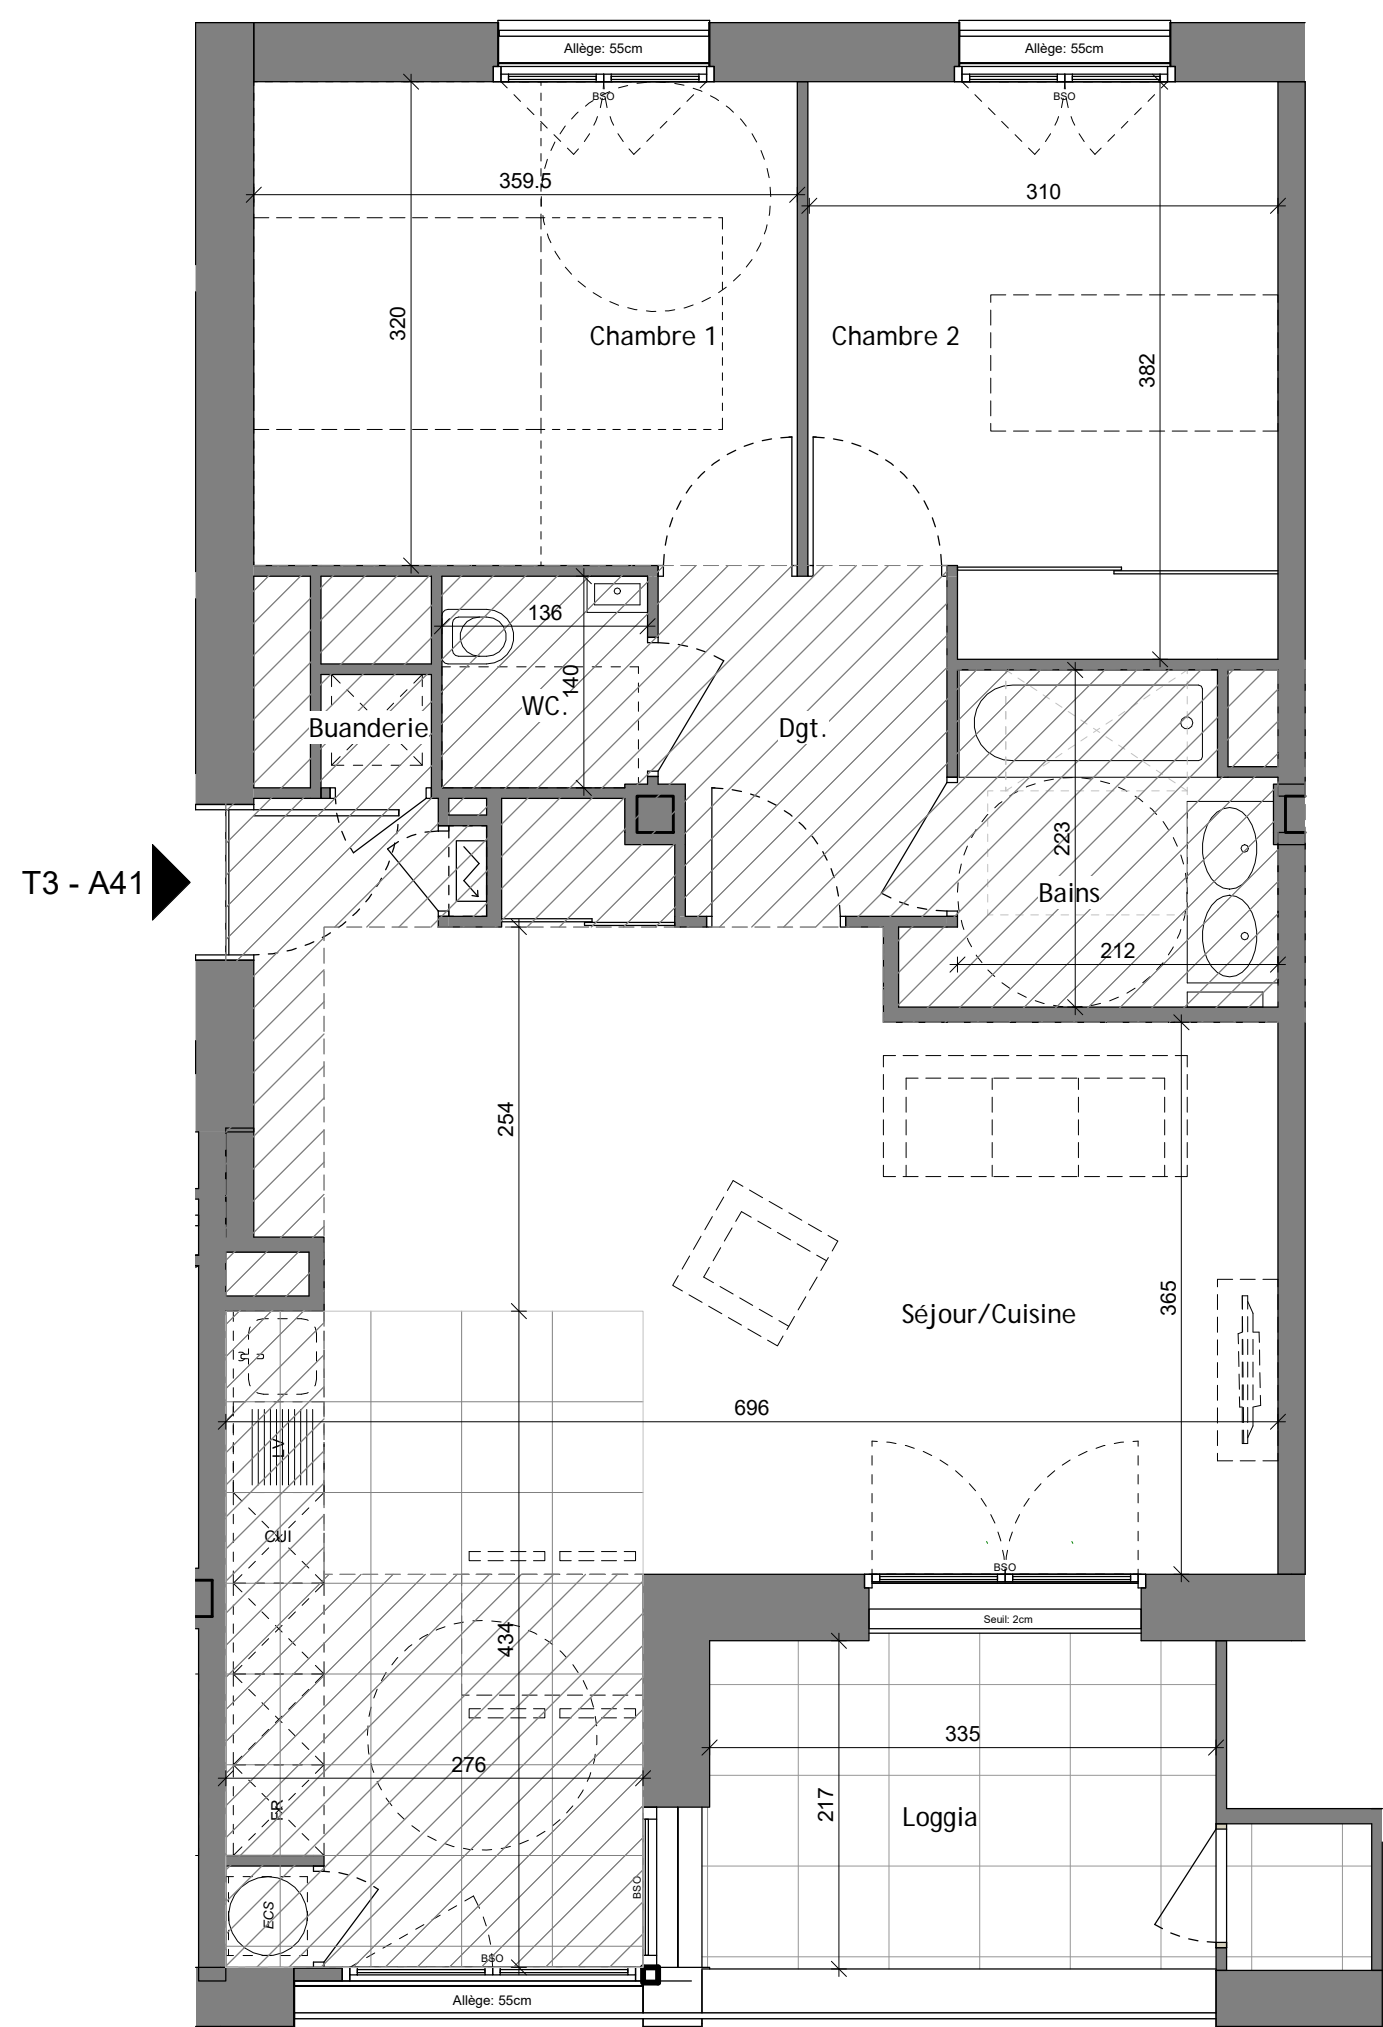 Allège: 55cm
Allège: 55cm
BSO
BSO
359.5
310
320
Chambre 1
Chambre 2
382
136
140
WC.
Buanderie
Dgt.
223
T3 - A41
Bains
212
254
365
Séjour/Cuisine
696
LV
CUI
BSO
Seuil: 2cm
434
335
276
217
FR
Loggia
BSO
ECS
BSO
Allège: 55cm